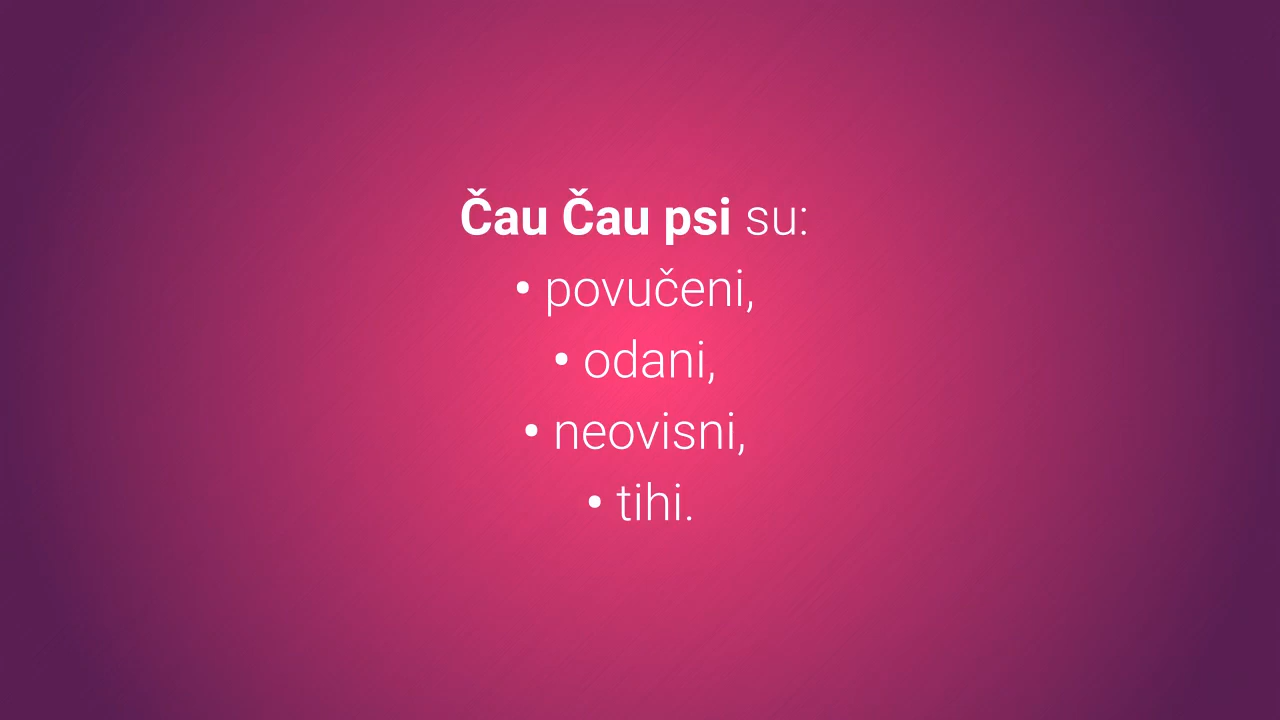 Čau Čau psi su:
• povučeni,
• odani,
• neovisni,
• tihi.